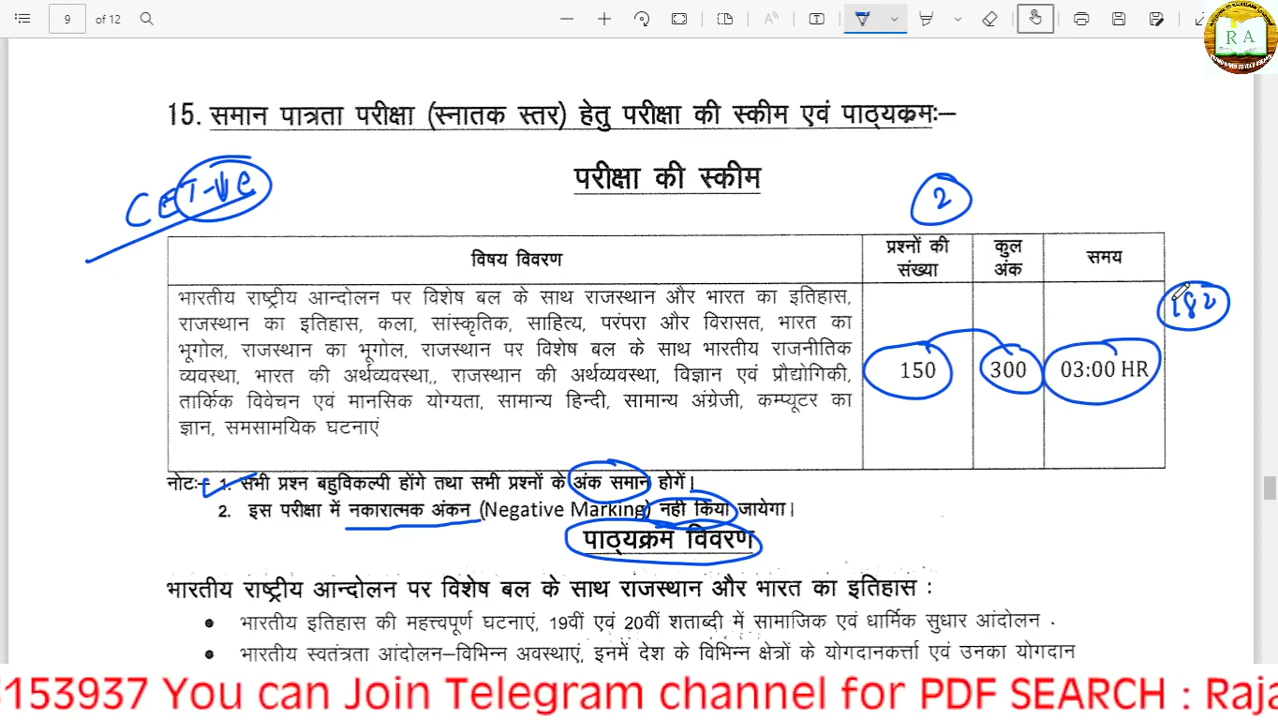 9 of 12
R A
15. समान पात्रता परीक्षा (स्नातक स्तर) हेतु परीक्षा की स्कीम एवं पाठ्यक्रमः—
परीक्षा की स्कीम
2
विषय विवरण
प्रश्नों की संख्या
कुल अंक
समय
भारतीय राष्ट्रीय आन्दोलन पर विशेष बल के साथ राजस्थान और भारत का इतिहास,
राजस्थान का इतिहास, कला, सांस्कृतिक, साहित्य, परंपरा और विरासत, भारत का
भूगोल, राजस्थान का भूगोल, राजस्थान पर विशेष बल के साथ भारतीय राजनीतिक
व्यवस्था, भारत की अर्थव्यवस्था,, राजस्थान की अर्थव्यवस्था, विज्ञान एवं प्रौद्योगिकी,
तार्किक विवेचन एवं मानसिक योग्यता, सामान्य हिन्दी, सामान्य अंग्रेजी, कम्प्यूटर का
ज्ञान, समसामयिक घटनाएं
150
300
03:00 HR
नोटः— 1. सभी प्रश्न बहुविकल्पी होंगे तथा सभी प्रश्नों के अंक समान होगें।
2. इस परीक्षा में नकारात्मक अंकन (Negative Marking) नही किया जायेगा।
पाठ्यक्रम विवरण
भारतीय राष्ट्रीय आन्दोलन पर विशेष बल के साथ राजस्थान और भारत का इतिहास :
• भारतीय इतिहास की महत्त्वपूर्ण घटनाएं, 19वीं एवं 20वीं शताब्दी में सामाजिक एवं धार्मिक सुधार आंदोलन .
• भारतीय स्वतंत्रता आंदोलन–विभिन्न अवस्थाएं, इनमें देश के विभिन्न क्षेत्रों के योगदानकर्त्ता एवं उनका योगदान
153937 You can Join Telegram channel for PDF SEARCH : Raja